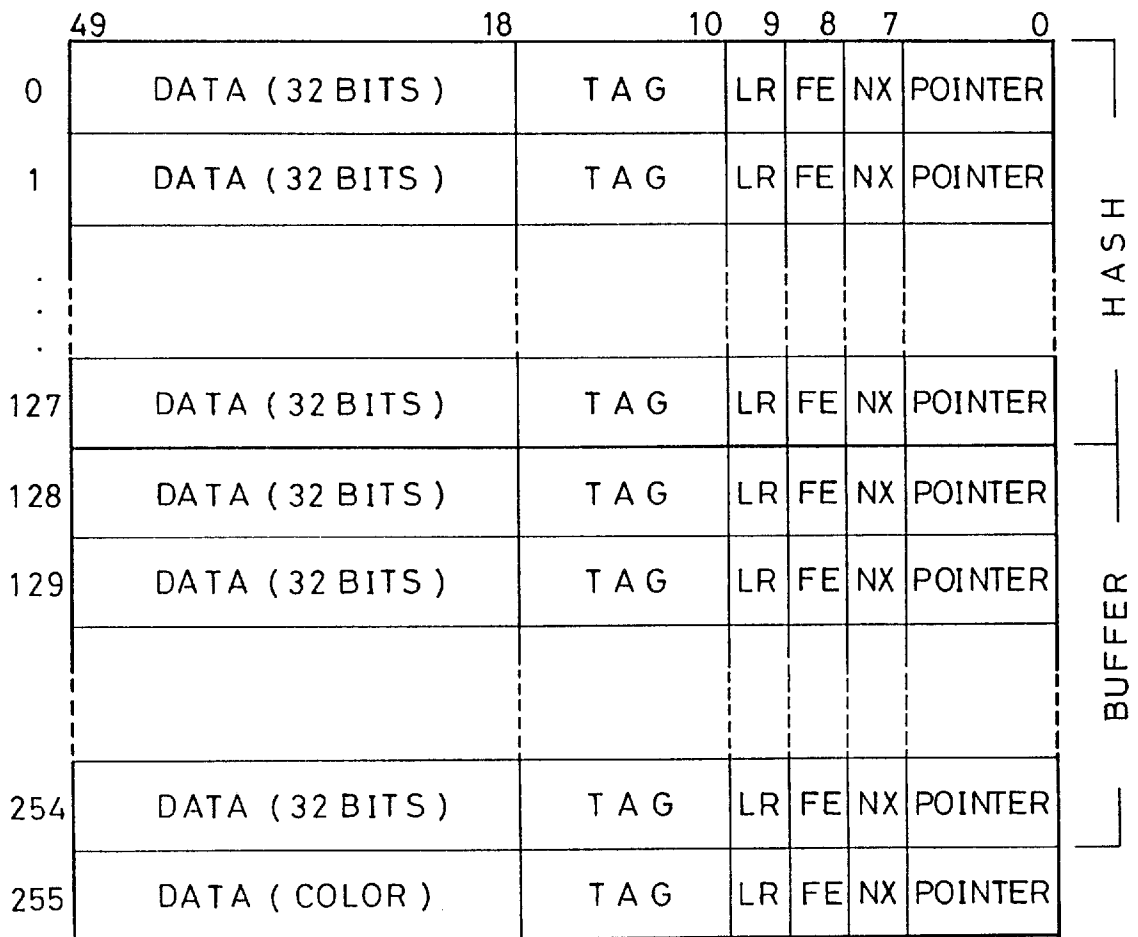 49 18 10 9 8 7 0
0 DATA (32 BITS) TAG LR FE NX POINTER
1 DATA (32 BITS) TAG LR FE NX POINTER
HASH
127 DATA (32 BITS) TAG LR FE NX POINTER
128 DATA (32 BITS) TAG LR FE NX POINTER
129 DATA (32 BITS) TAG LR FE NX POINTER
BUFFER
254 DATA (32 BITS) TAG LR FE NX POINTER
255 DATA (COLOR) TAG LR FE NX POINTER